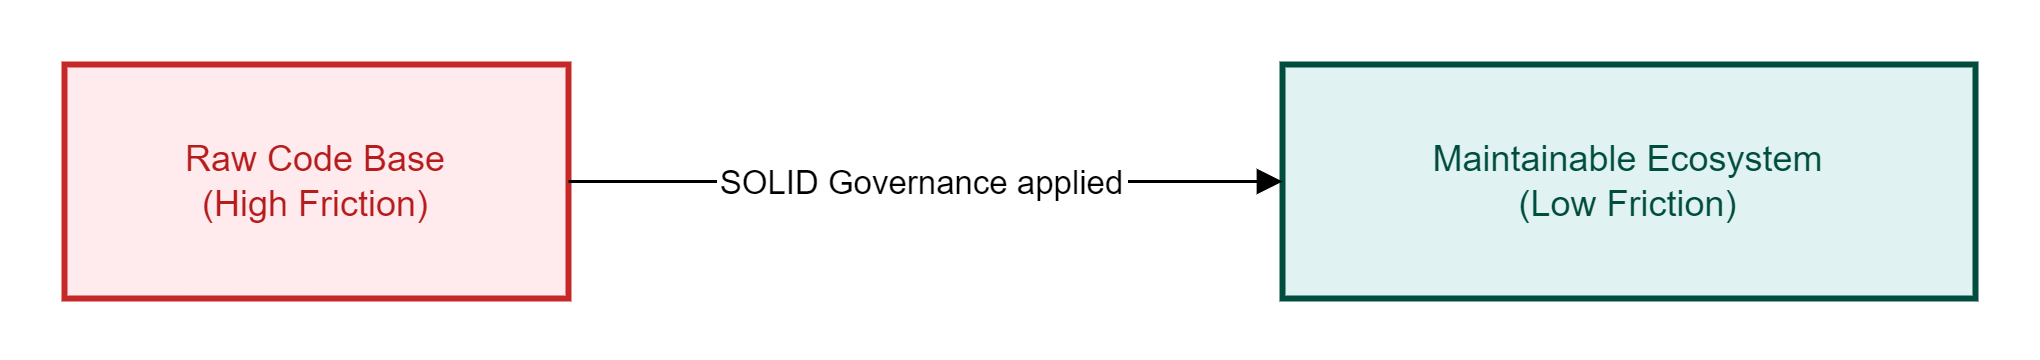 Raw Code Base
(High Friction)
SOLID Governance applied
Maintainable Ecosystem
(Low Friction)